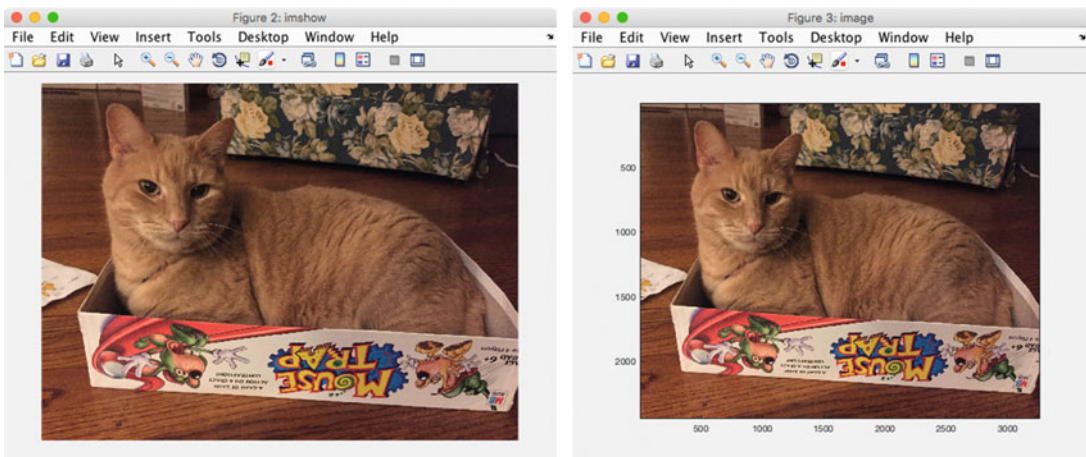 Figure 2: imshow
File Edit View Insert Tools Desktop Window Help
MOUSE
TRAP
Figure 3: image
File Edit View Insert Tools Desktop Window Help
500
1000
1500
2000
500 1000 1500 2000 2500 3000
MOUSE
TRAP